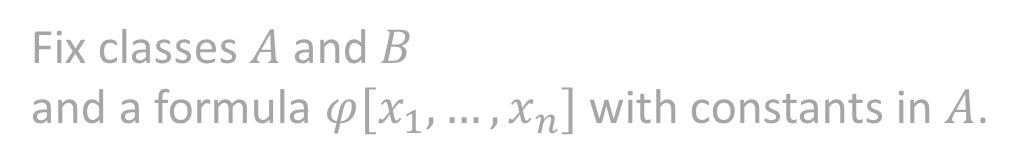 Fix classes 𝐴 and 𝐵
and a formula 𝜑[𝑥₁, … , 𝑥ₙ] with constants in 𝐴.